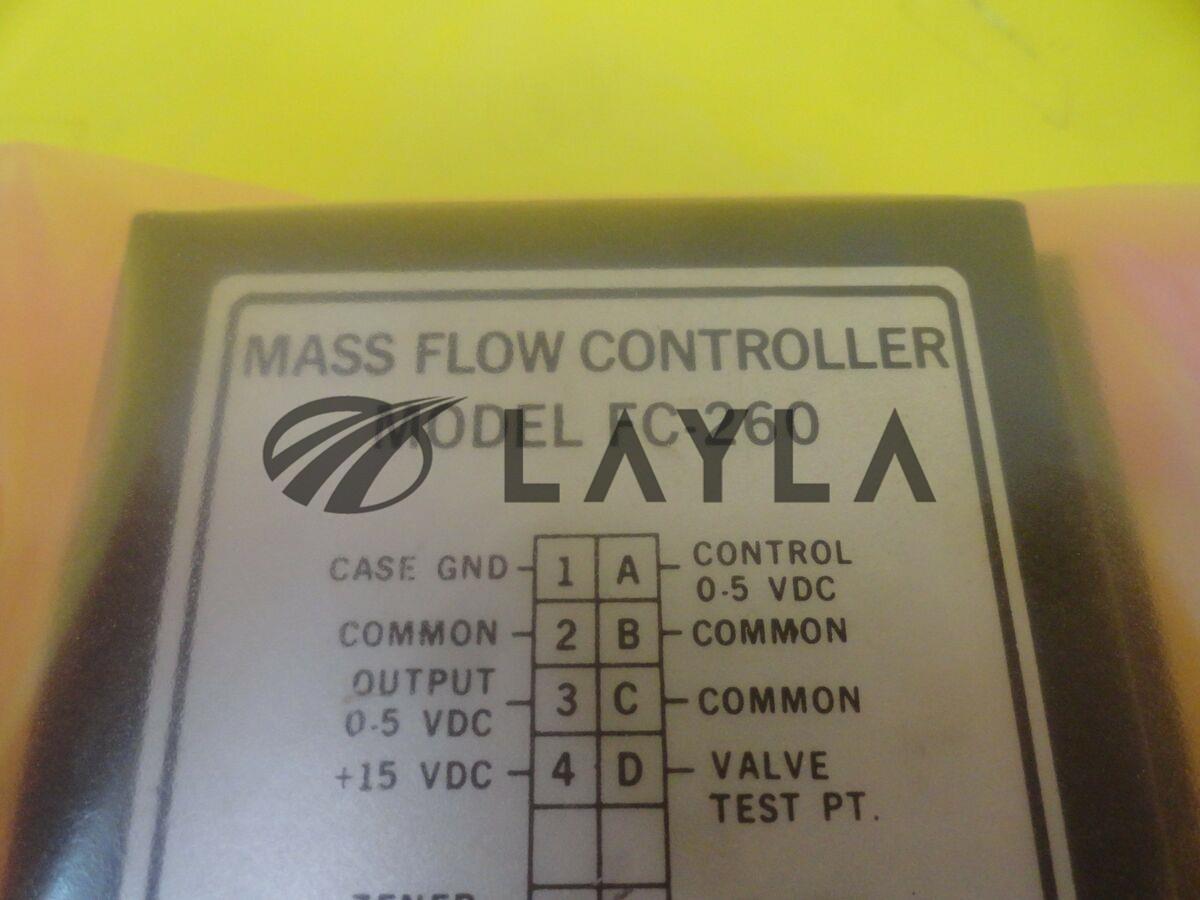 MASS FLOW CONTROLLER
MODEL FC-260
LAYLA
CASE GND 1 A CONTROL
0-5 VDC
COMMON 2 B COMMON
OUTPUT
0-5 VDC 3 C COMMON
+15 VDC 4 D VALVE
TEST PT.
ZENER